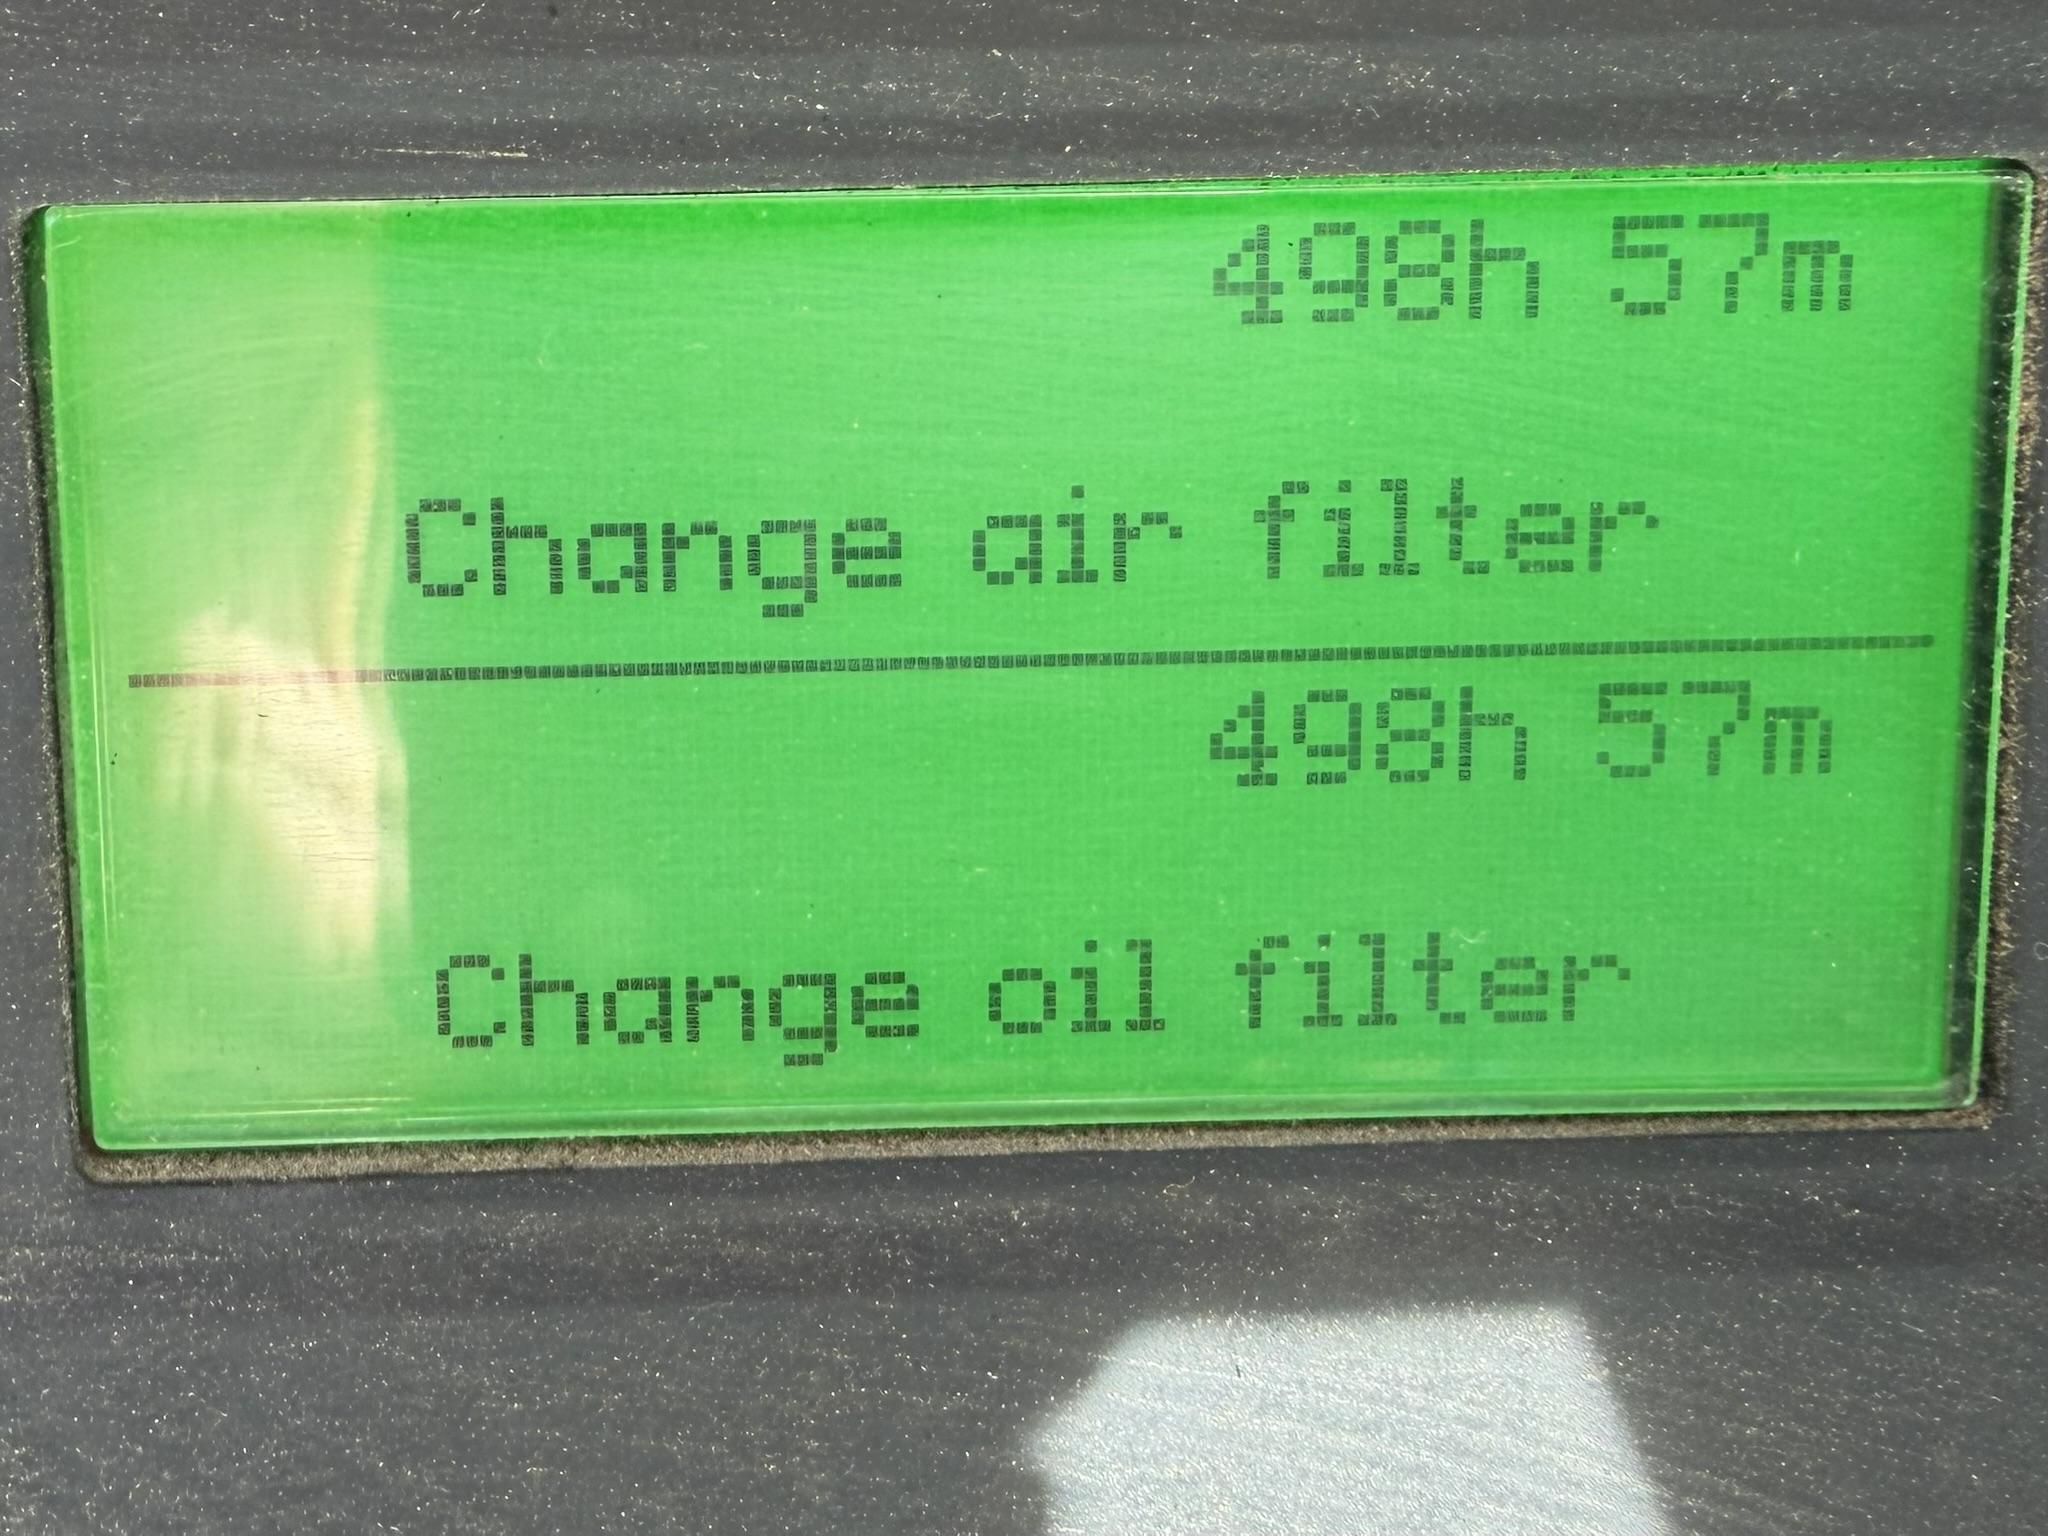 498h 57m
Change air filter
498h 57m
Change oil filter